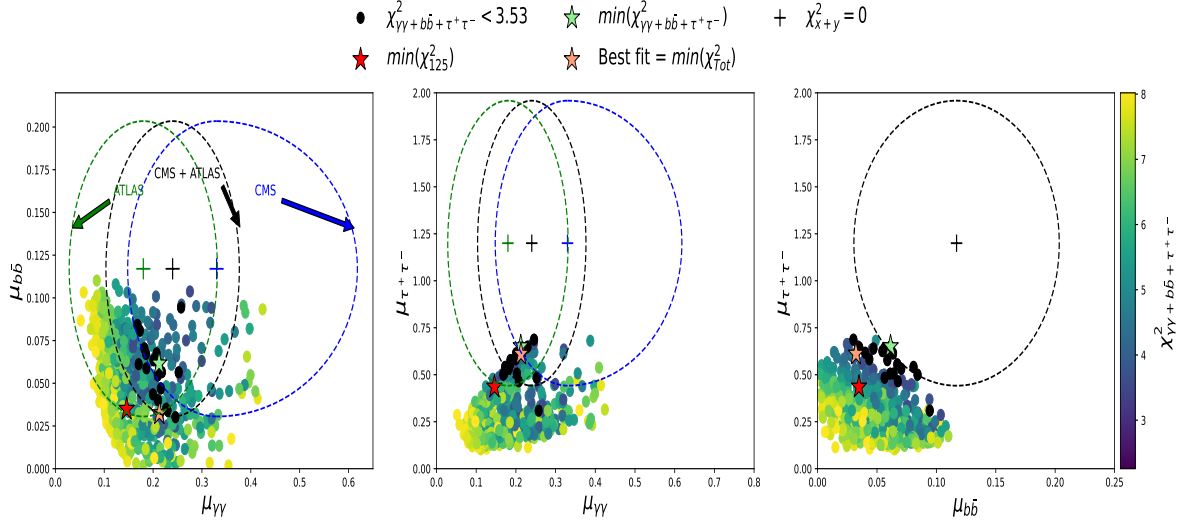 χ²γγ+bb̄+τ⁺τ⁻ < 3.53
min(χ²γγ+bb̄+τ⁺τ⁻)
χ²x+y = 0
min(χ²125)
Best fit = min(χ²Tot)
0.200
0.175
0.150
0.125
0.100
0.075
0.050
0.025
0.000
μbb̄
ATLAS
CMS + ATLAS
CMS
0.0 0.1 0.2 0.3 0.4 0.5 0.6
μγγ
2.00
1.75
1.50
1.25
1.00
0.75
0.50
0.25
0.00
μτ⁺τ⁻
0.0 0.1 0.2 0.3 0.4 0.5 0.6 0.7 0.8
μγγ
2.00
1.75
1.50
1.25
1.00
0.75
0.50
0.25
0.00
μτ⁺τ⁻
0.00 0.05 0.10 0.15 0.20 0.25
μbb̄
8
7
6
5
4
3
χ²γγ+bb̄+τ⁺τ⁻